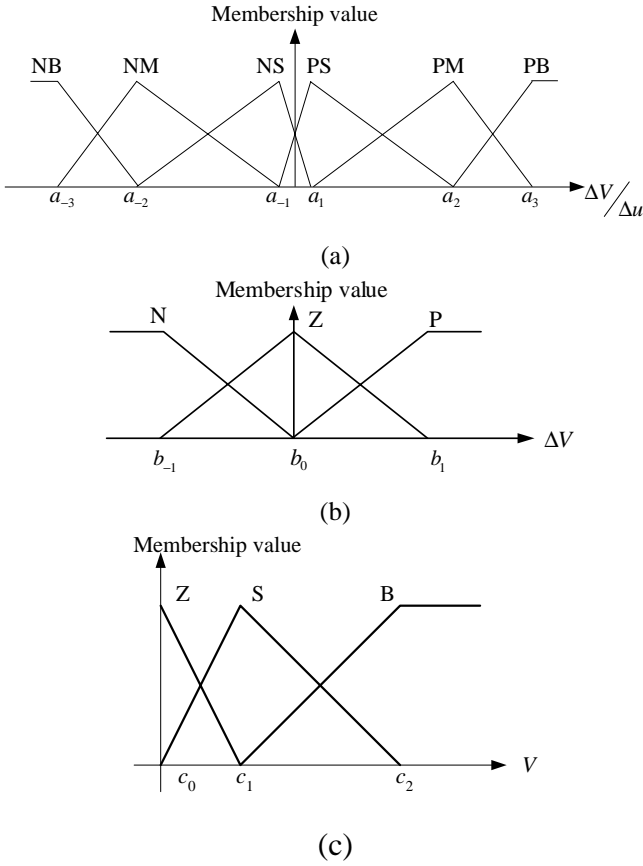 Membership value
NB NM NS PS PM PB
a₋₃ a₋₂ a₋₁ a₁ a₂ a₃ ΔV/Δu
(a)
Membership value
N Z P
b₋₁ b₀ b₁ ΔV
(b)
Membership value
Z S B
c₀ c₁ c₂ V
(c)